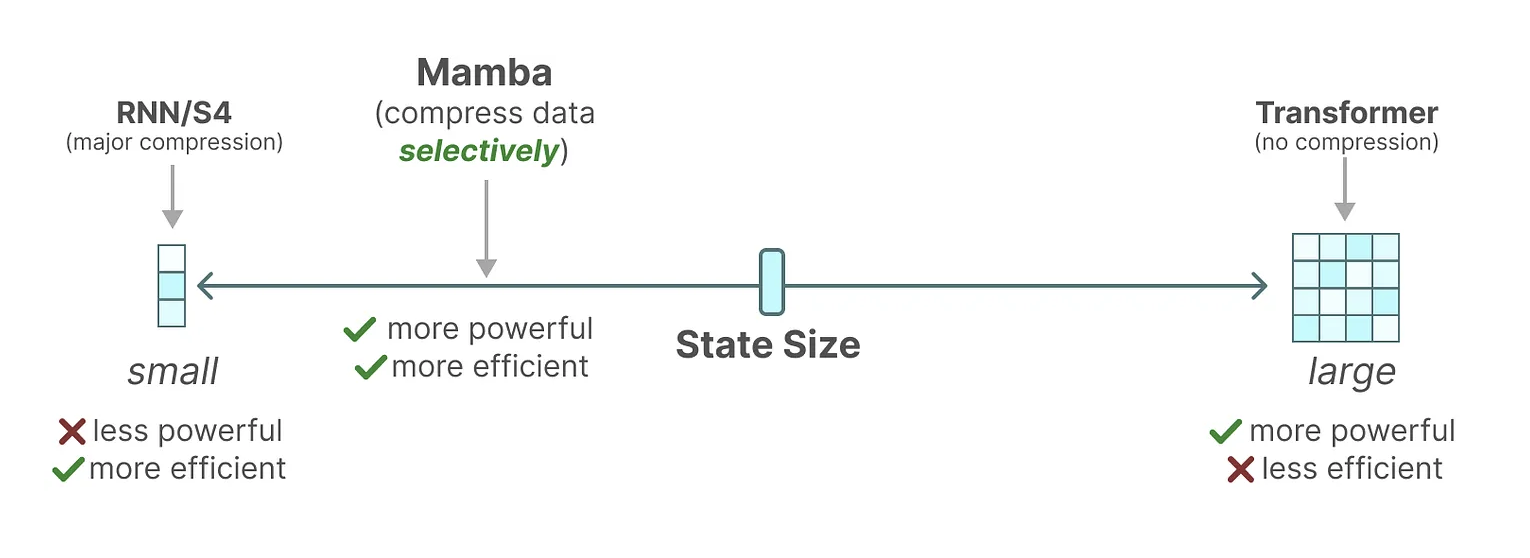 RNN/S4
(major compression)
Mamba
(compress data
selectively)
Transformer
(no compression)
small
less powerful
more efficient
more powerful
more efficient
State Size
large
more powerful
less efficient